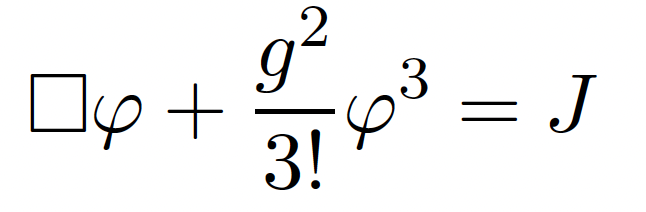 □φ + g²/3! φ³ = J